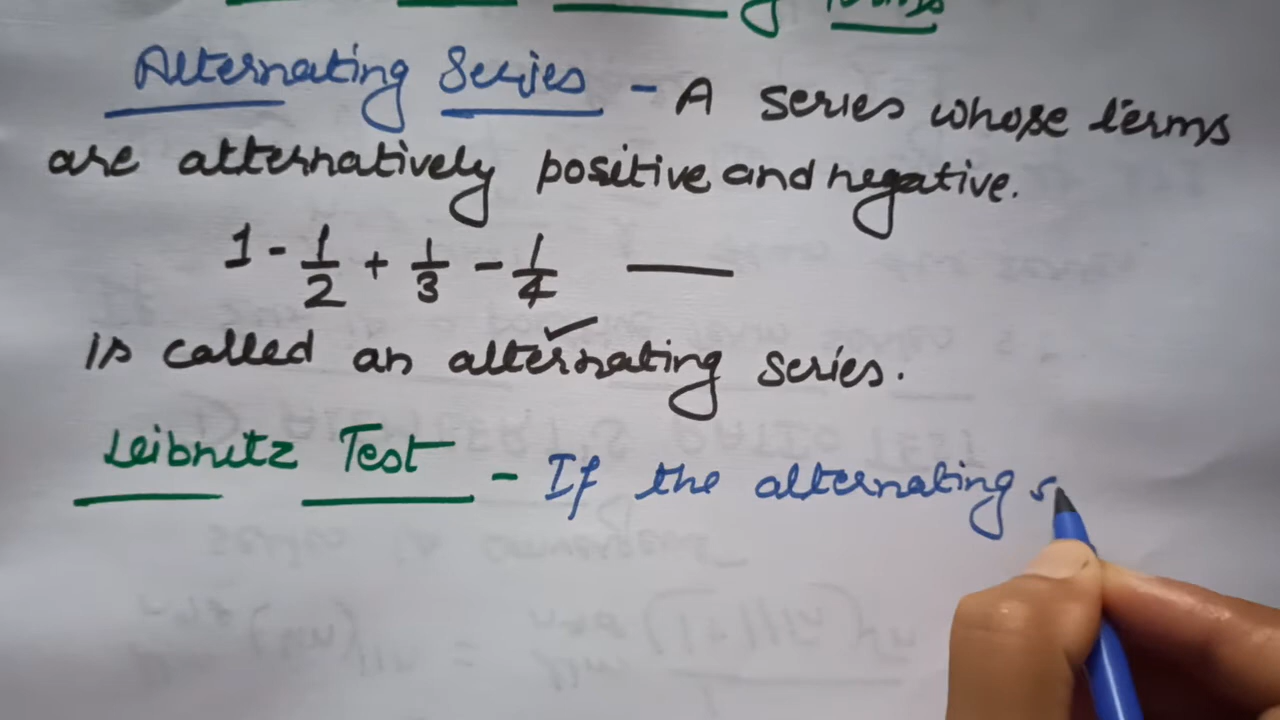 Alternating Series - A series whose terms
are alternatively positive and negative.
1 - 1/2 + 1/3 - 1/4 ———
is called an alternating series.
Leibnitz Test - If the alternating s